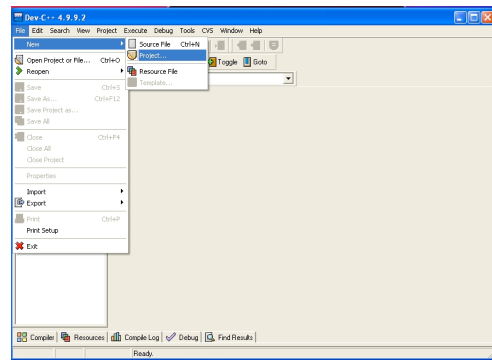 Dev-C++ 4.9.9.2
File Edit Search View Project Execute Debug Tools CVS Window Help
New
Source File Ctrl+N
Project...
Resource File
Template...
Toggle Goto
Open Project or File... Ctrl+O
Reopen
Save Ctrl+S
Save As... Ctrl+F12
Save Project as...
Save All
Close Ctrl+F4
Close All
Close Project
Properties
Import
Export
Print Ctrl+P
Print Setup
Exit
Compiler Resources Compile Log Debug Find Results
Ready.